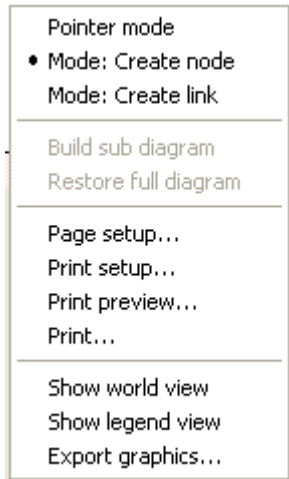 Pointer mode
Mode: Create node
Mode: Create link
Build sub diagram
Restore full diagram
Page setup...
Print setup...
Print preview...
Print...
Show world view
Show legend view
Export graphics...